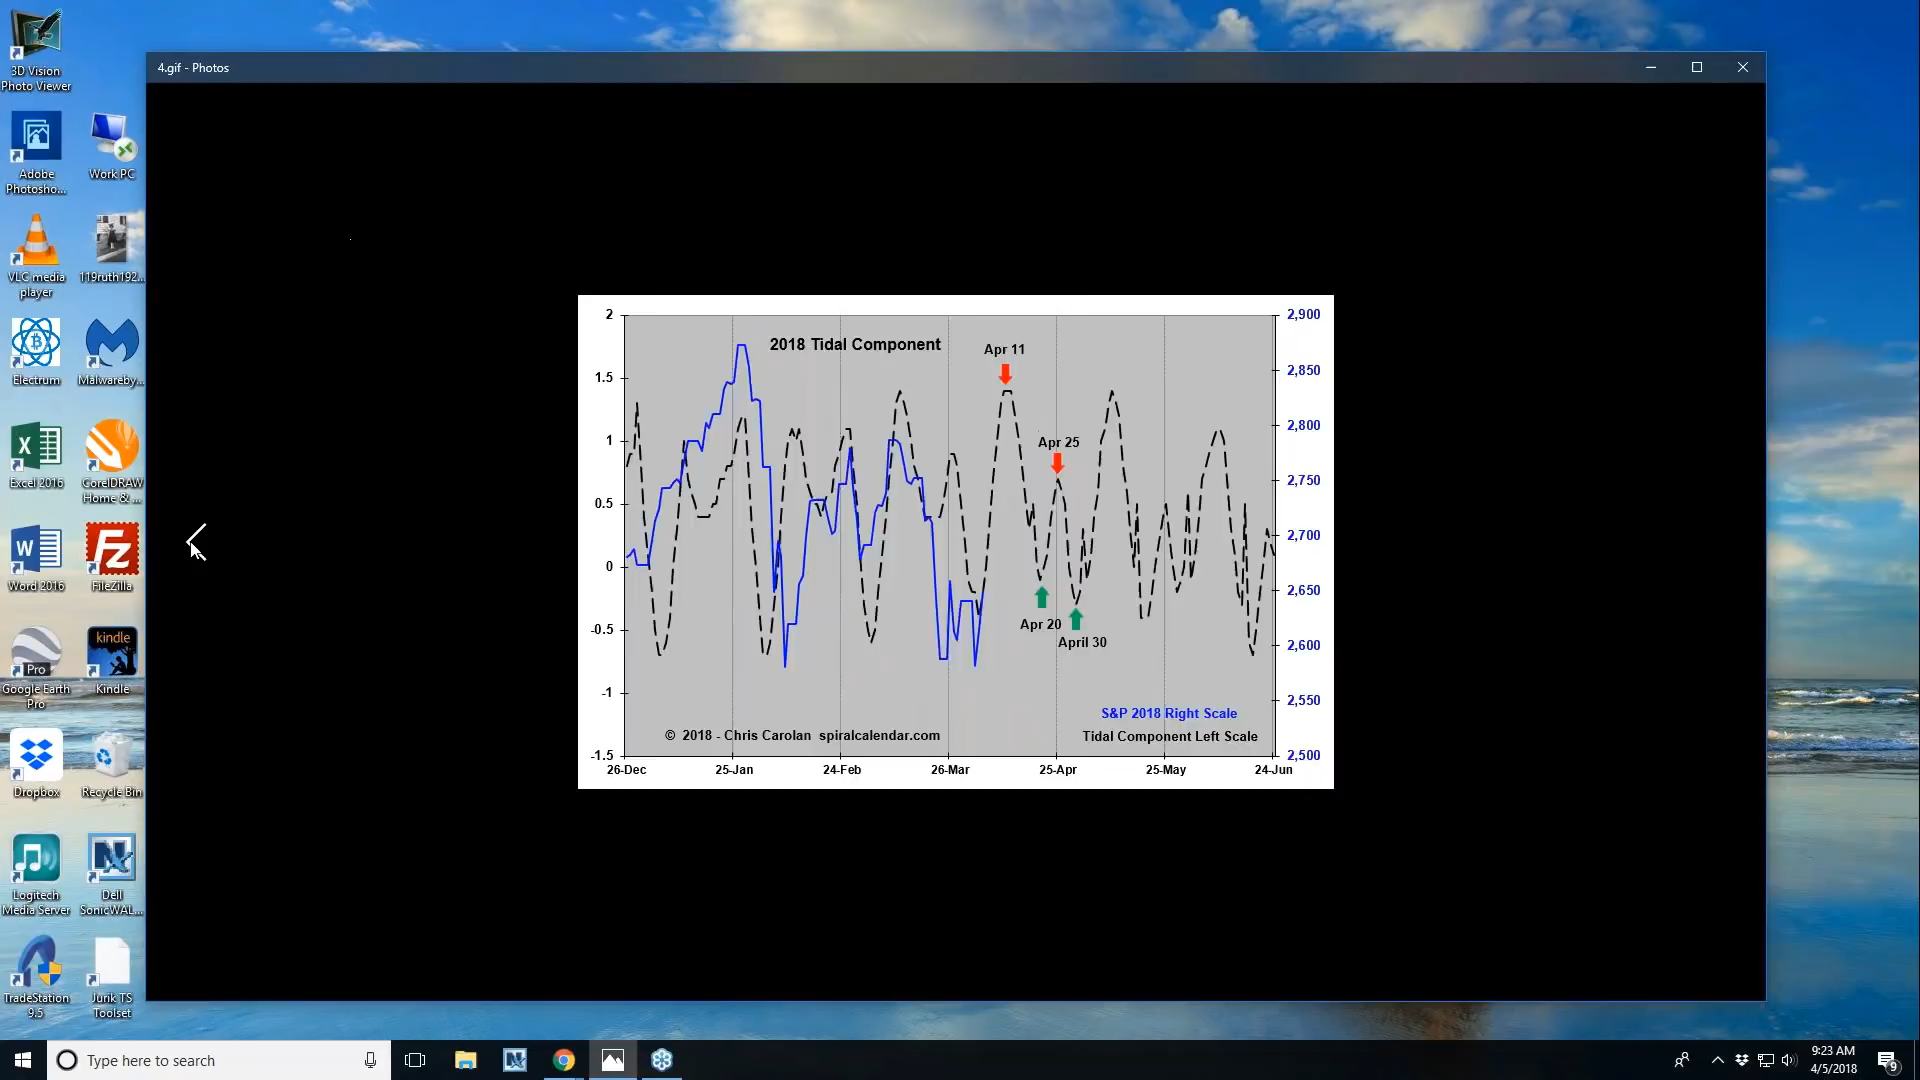 3D Vision
Photo Viewer
Adobe
Photosho...
Work PC
VLC media
player
119ruth192...
Electrum
Malwareby...
Excel 2016
CorelDRAW
Home & ...
Word 2016
FileZilla
Pro
Google Earth
Pro
kindle
Kindle
Dropbox
Recycle Bin
Logitech
Media Server
Dell
SonicWAL...
TradeStation
9.5
Jurik TS
Toolset
4.gif - Photos
2018 Tidal Component
Apr 11
Apr 25
Apr 20
April 30
S&P 2018 Right Scale
Tidal Component Left Scale
© 2018 - Chris Carolan spiralcalendar.com
2
1.5
1
0.5
0
-0.5
-1
-1.5
2,900
2,850
2,800
2,750
2,700
2,650
2,600
2,550
2,500
26-Dec
25-Jan
24-Feb
26-Mar
25-Apr
25-May
24-Jun
Type here to search
9:23 AM
4/5/2018
9